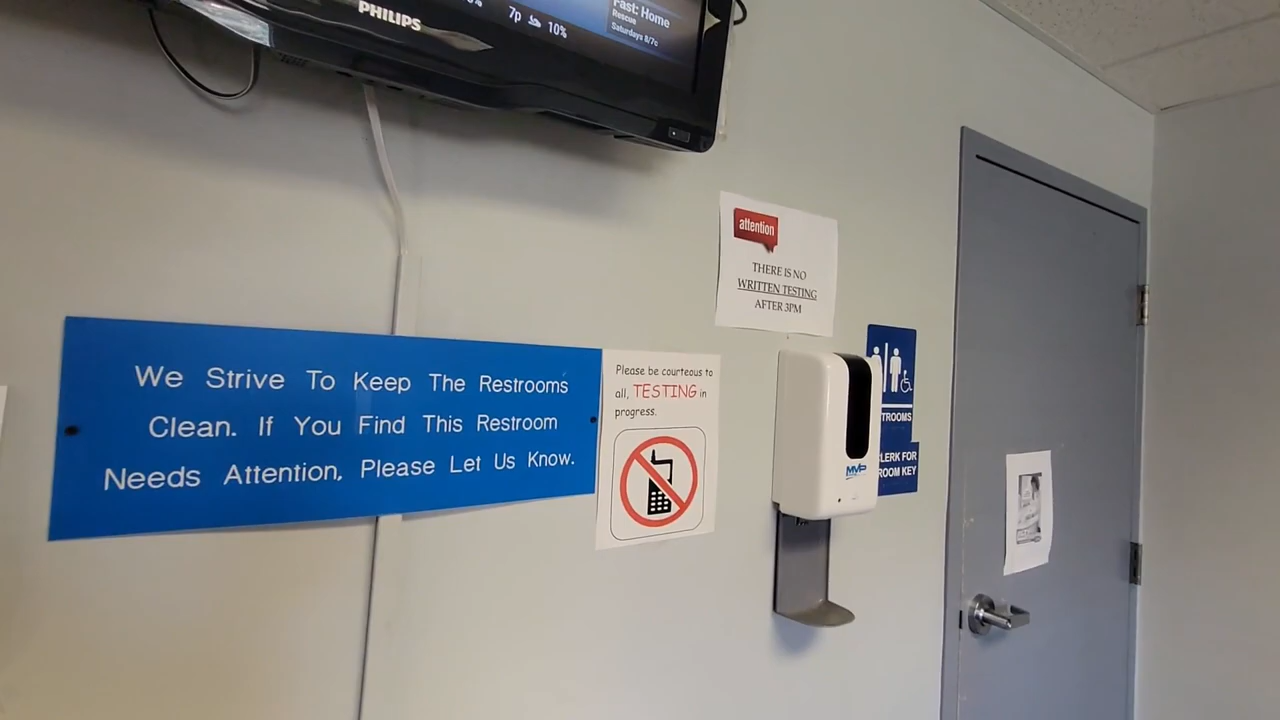 PHILIPS
7p 10%
Fast: Home
Rescue
Saturdays 8/7c
attention
THERE IS NO
WRITTEN TESTING
AFTER 3PM
We Strive To Keep The Restrooms
Clean. If You Find This Restroom
Needs Attention, Please Let Us Know.
Please be courteous to
all, TESTING in
progress.
MVP
TROOMS
LERK FOR
ROOM KEY